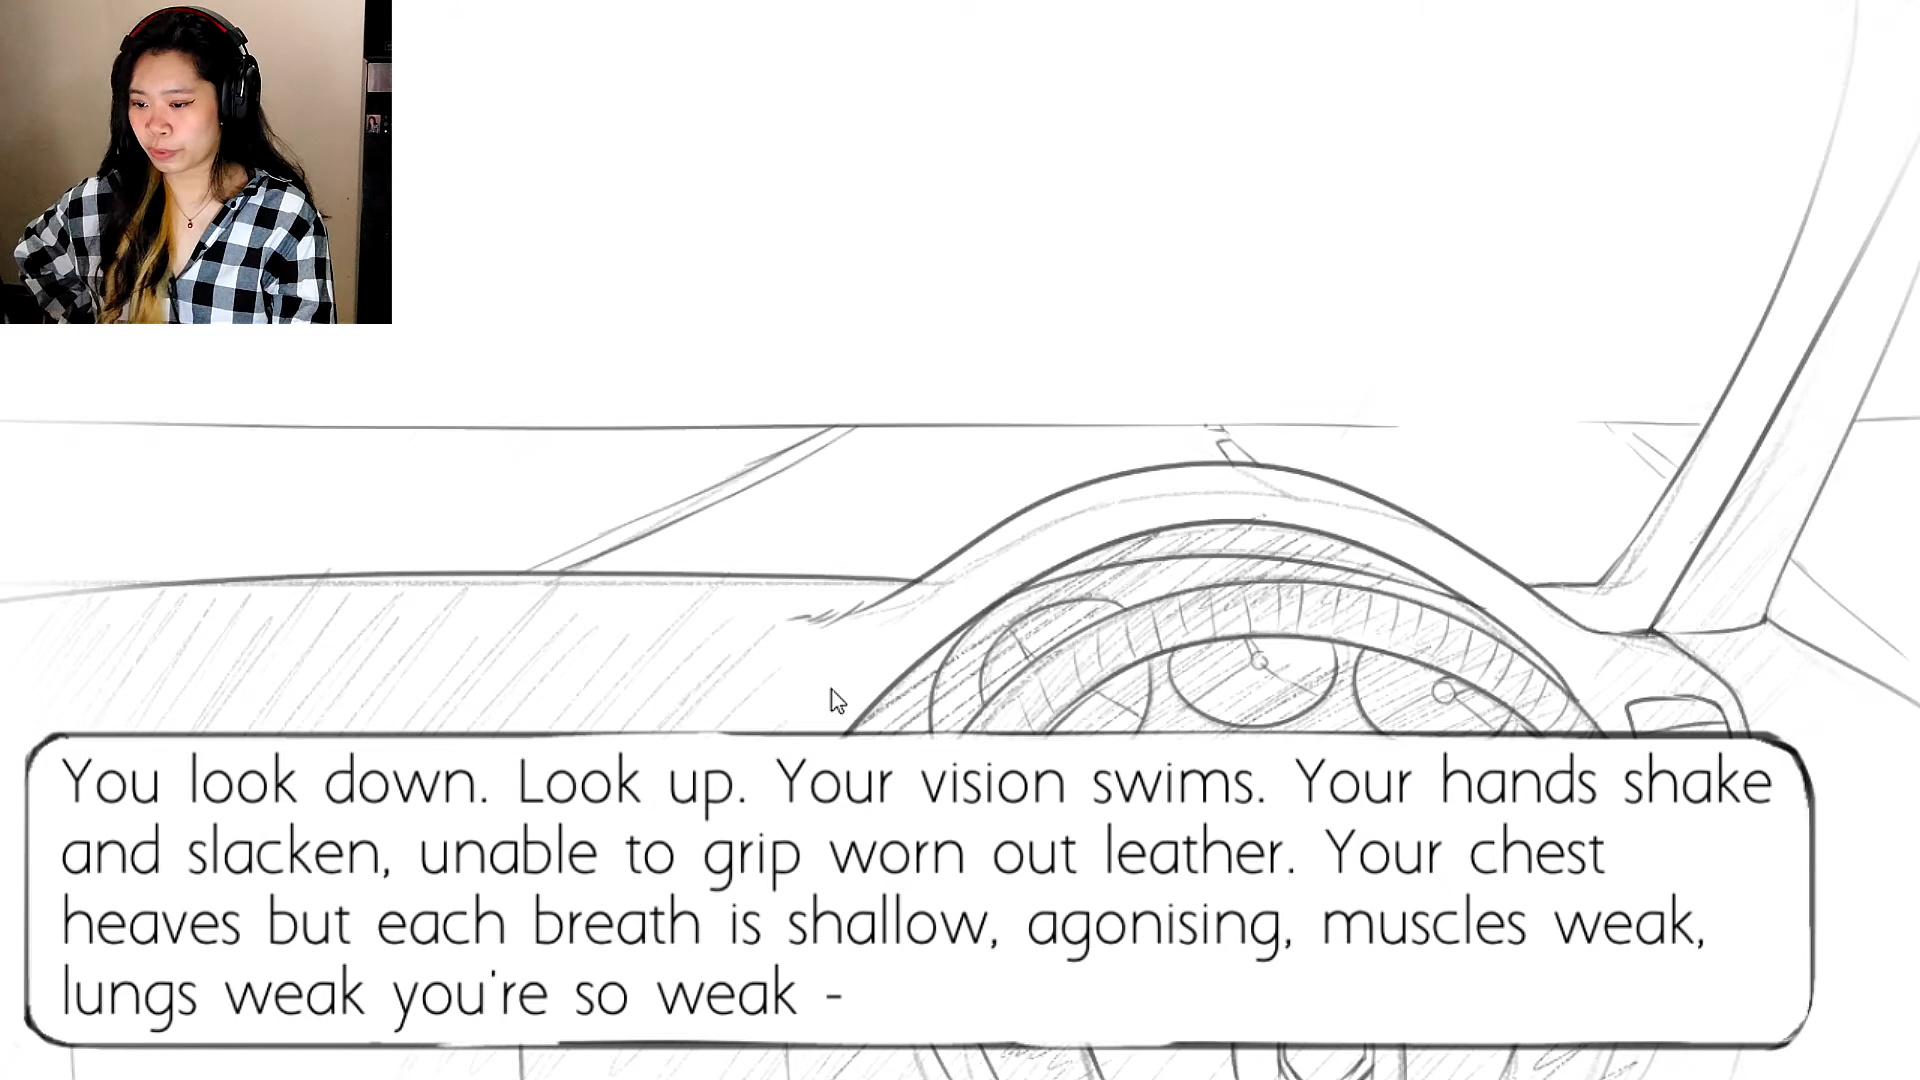 You look down. Look up. Your vision swims. Your hands shake
and slacken, unable to grip worn out leather. Your chest
heaves but each breath is shallow, agonising, muscles weak,
lungs weak you're so weak -